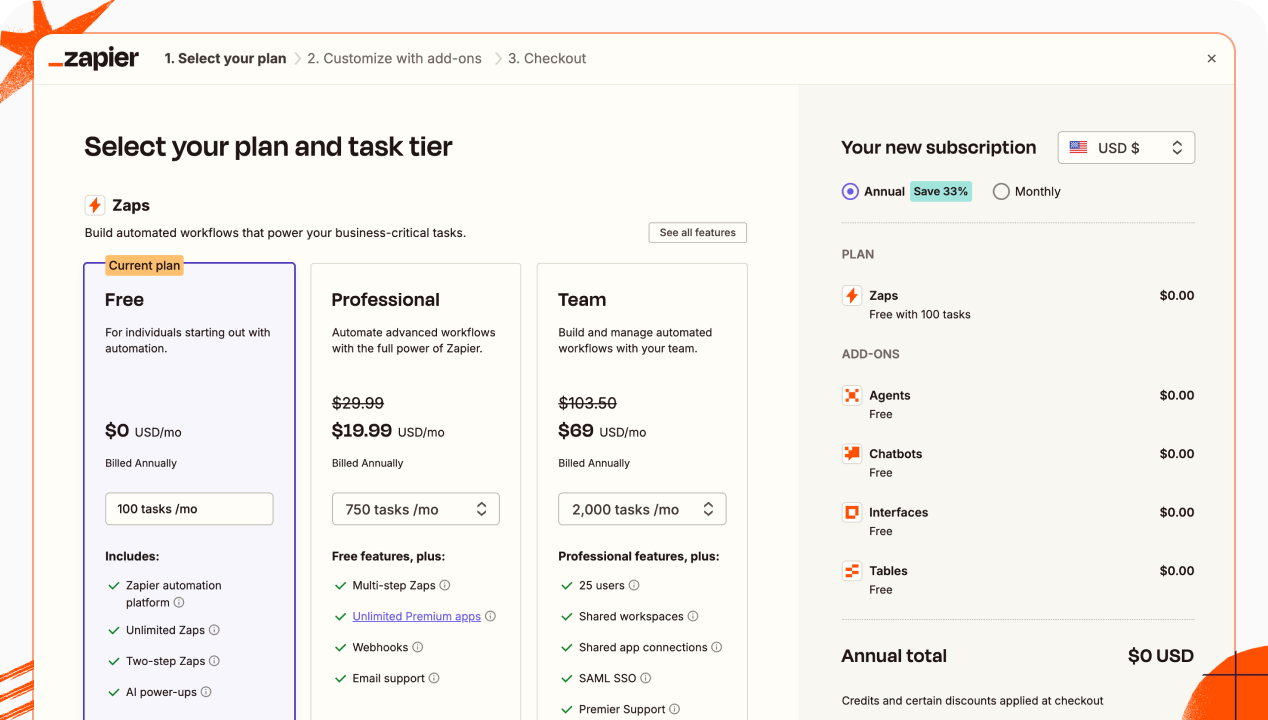 zapier
1. Select your plan
2. Customize with add-ons
3. Checkout
Select your plan and task tier
Zaps
Build automated workflows that power your business-critical tasks.
See all features
Current plan
Free
For individuals starting out with
automation.
$0 USD/mo
Billed Annually
100 tasks /mo
Includes:
Zapier automation
platform
Unlimited Zaps
Two-step Zaps
AI power-ups
Professional
Automate advanced workflows
with the full power of Zapier.
$29.99
$19.99 USD/mo
Billed Annually
750 tasks /mo
Free features, plus:
Multi-step Zaps
Unlimited Premium apps
Webhooks
Email support
Team
Build and manage automated
workflows with your team.
$103.50
$69 USD/mo
Billed Annually
2,000 tasks /mo
Professional features, plus:
25 users
Shared workspaces
Shared app connections
SAML SSO
Premier Support
Your new subscription
USD $
Annual Save 33%
Monthly
PLAN
Zaps $0.00
Free with 100 tasks
ADD-ONS
Agents $0.00
Free
Chatbots $0.00
Free
Interfaces $0.00
Free
Tables $0.00
Free
Annual total $0 USD
Credits and certain discounts applied at checkout